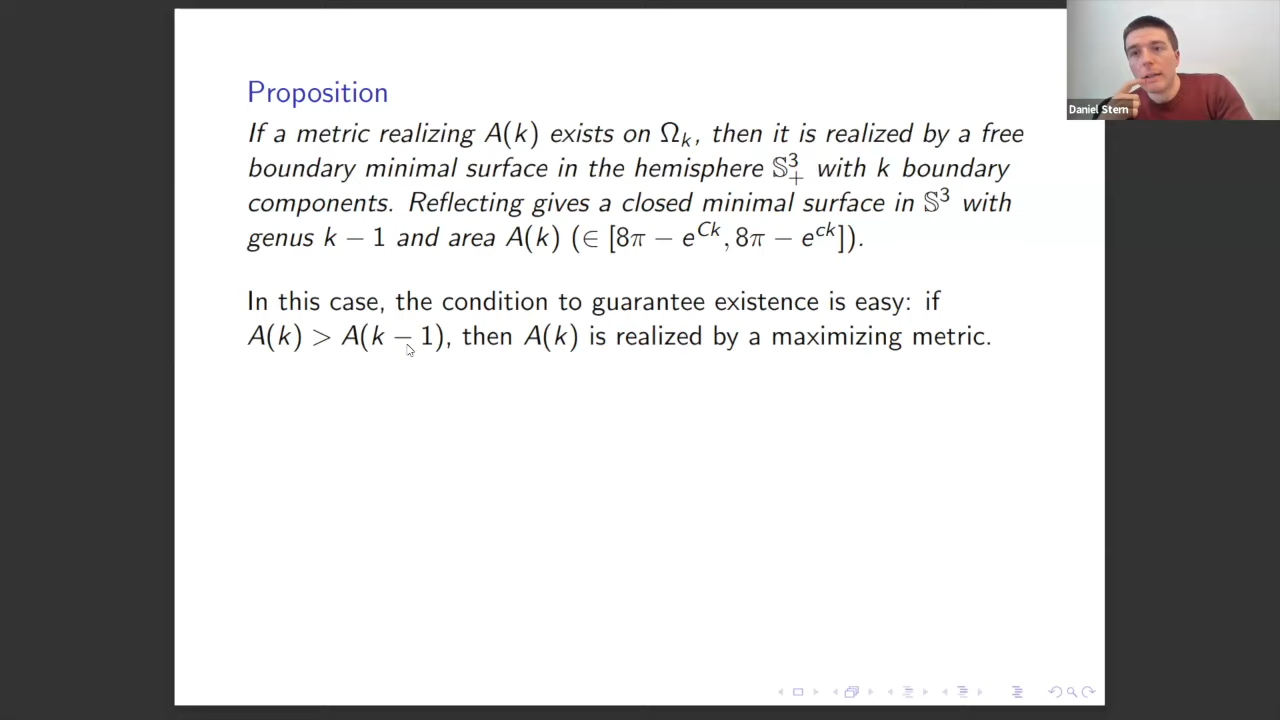 Proposition
If a metric realizing A(k) exists on Ωₖ, then it is realized by a free
boundary minimal surface in the hemisphere 𝕊³₊ with k boundary
components. Reflecting gives a closed minimal surface in 𝕊³ with
genus k − 1 and area A(k) (∈ [8π − e^{Ck}, 8π − e^{ck}]).
In this case, the condition to guarantee existence is easy: if
A(k) > A(k − 1), then A(k) is realized by a maximizing metric.
Daniel Stern